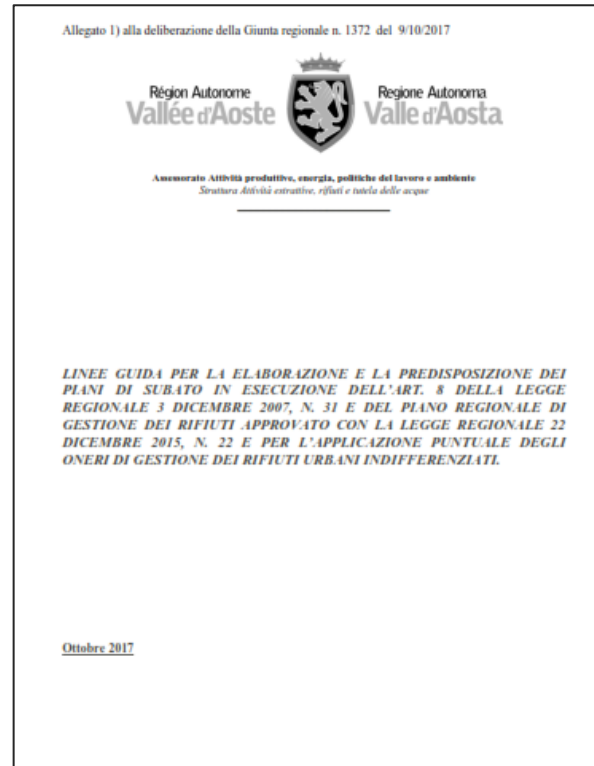 Allegato 1) alla deliberazione della Giunta regionale n. 1372 del 9/10/2017
Région Autonome
Vallée d'Aoste
Regione Autonoma
Valle d'Aosta
Assessorato Attività produttive, energia, politiche del lavoro e ambiente
Struttura Attività estrattive, rifiuti e tutela delle acque
LINEE GUIDA PER LA ELABORAZIONE E LA PREDISPOSIZIONE DEI
PIANI DI SUBATO IN ESECUZIONE DELL'ART. 8 DELLA LEGGE
REGIONALE 3 DICEMBRE 2007, N. 31 E DEL PIANO REGIONALE DI
GESTIONE DEI RIFIUTI APPROVATO CON LA LEGGE REGIONALE 22
DICEMBRE 2015, N. 22 E PER L'APPLICAZIONE PUNTUALE DEGLI
ONERI DI GESTIONE DEI RIFIUTI URBANI INDIFFERENZIATI.
Ottobre 2017